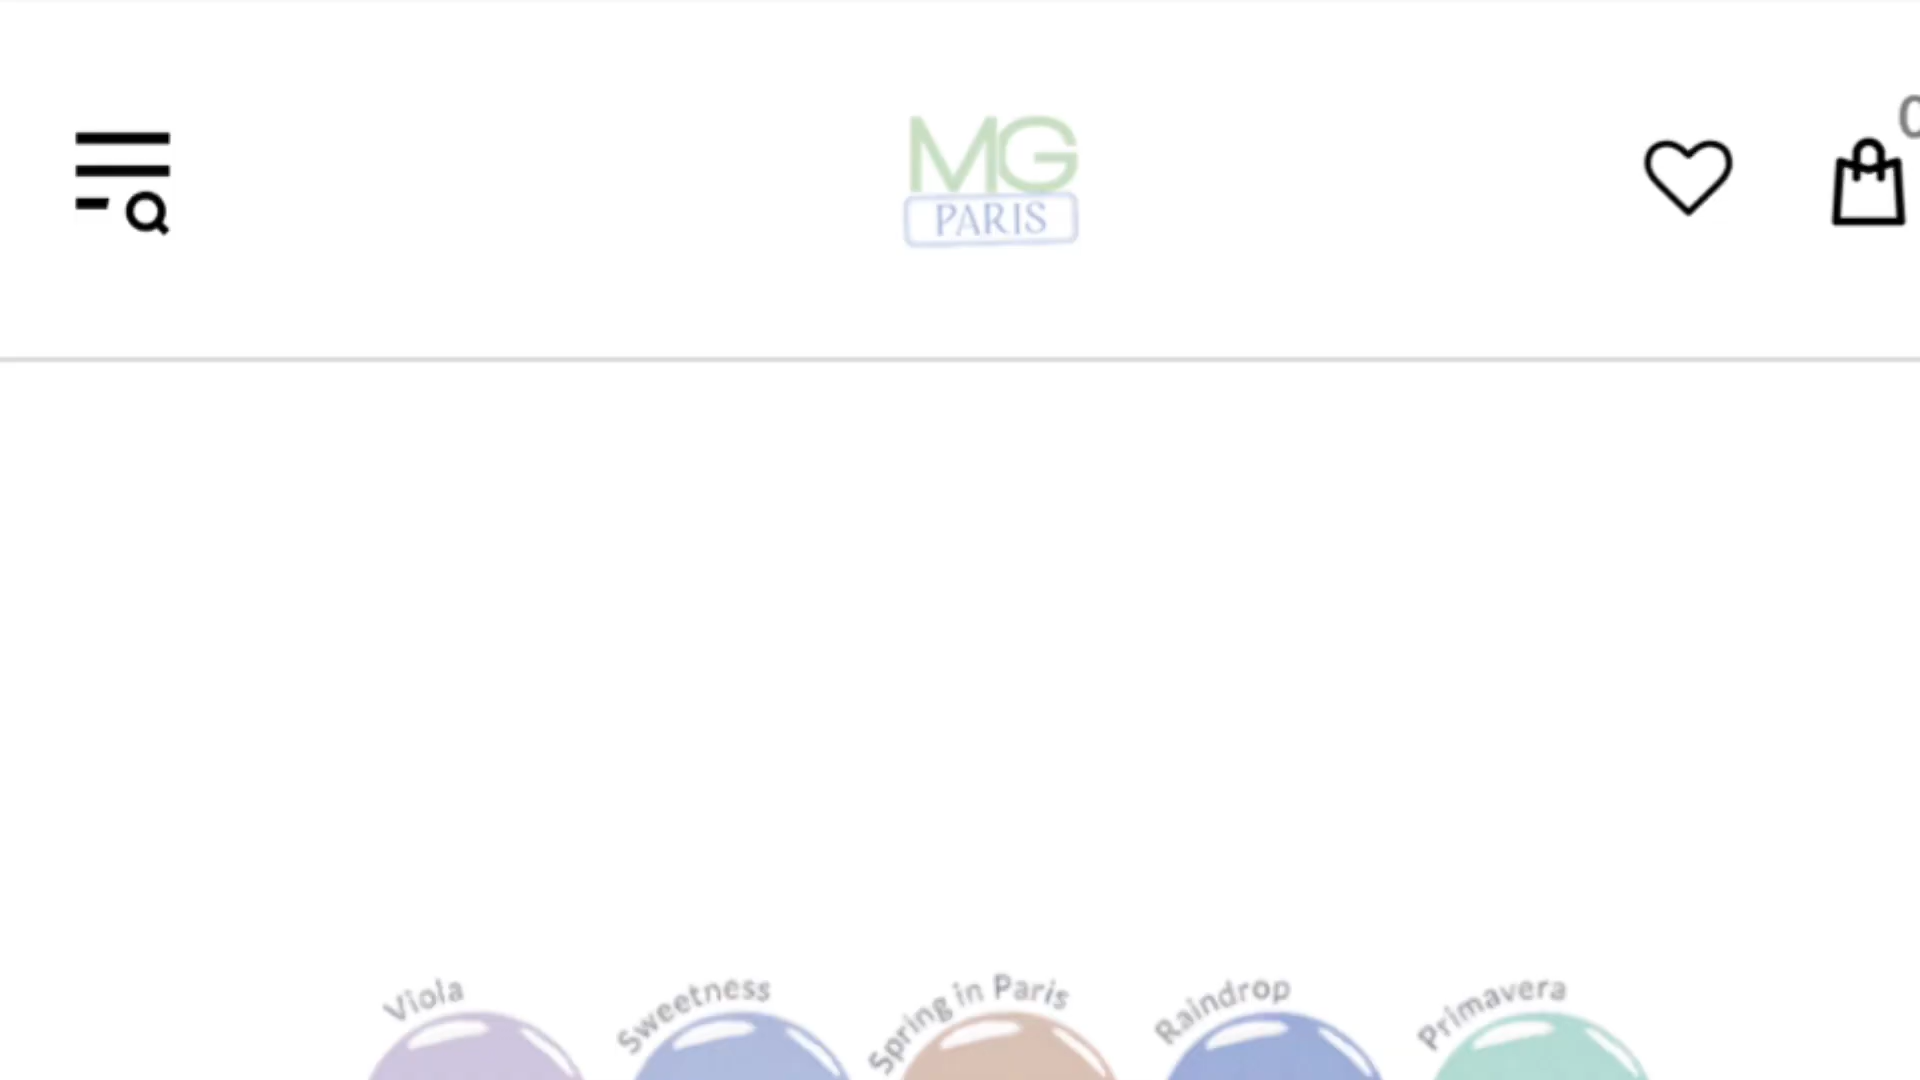 MG
PARIS
Viola
Sweetness
Spring in Paris
Raindrop
Primavera